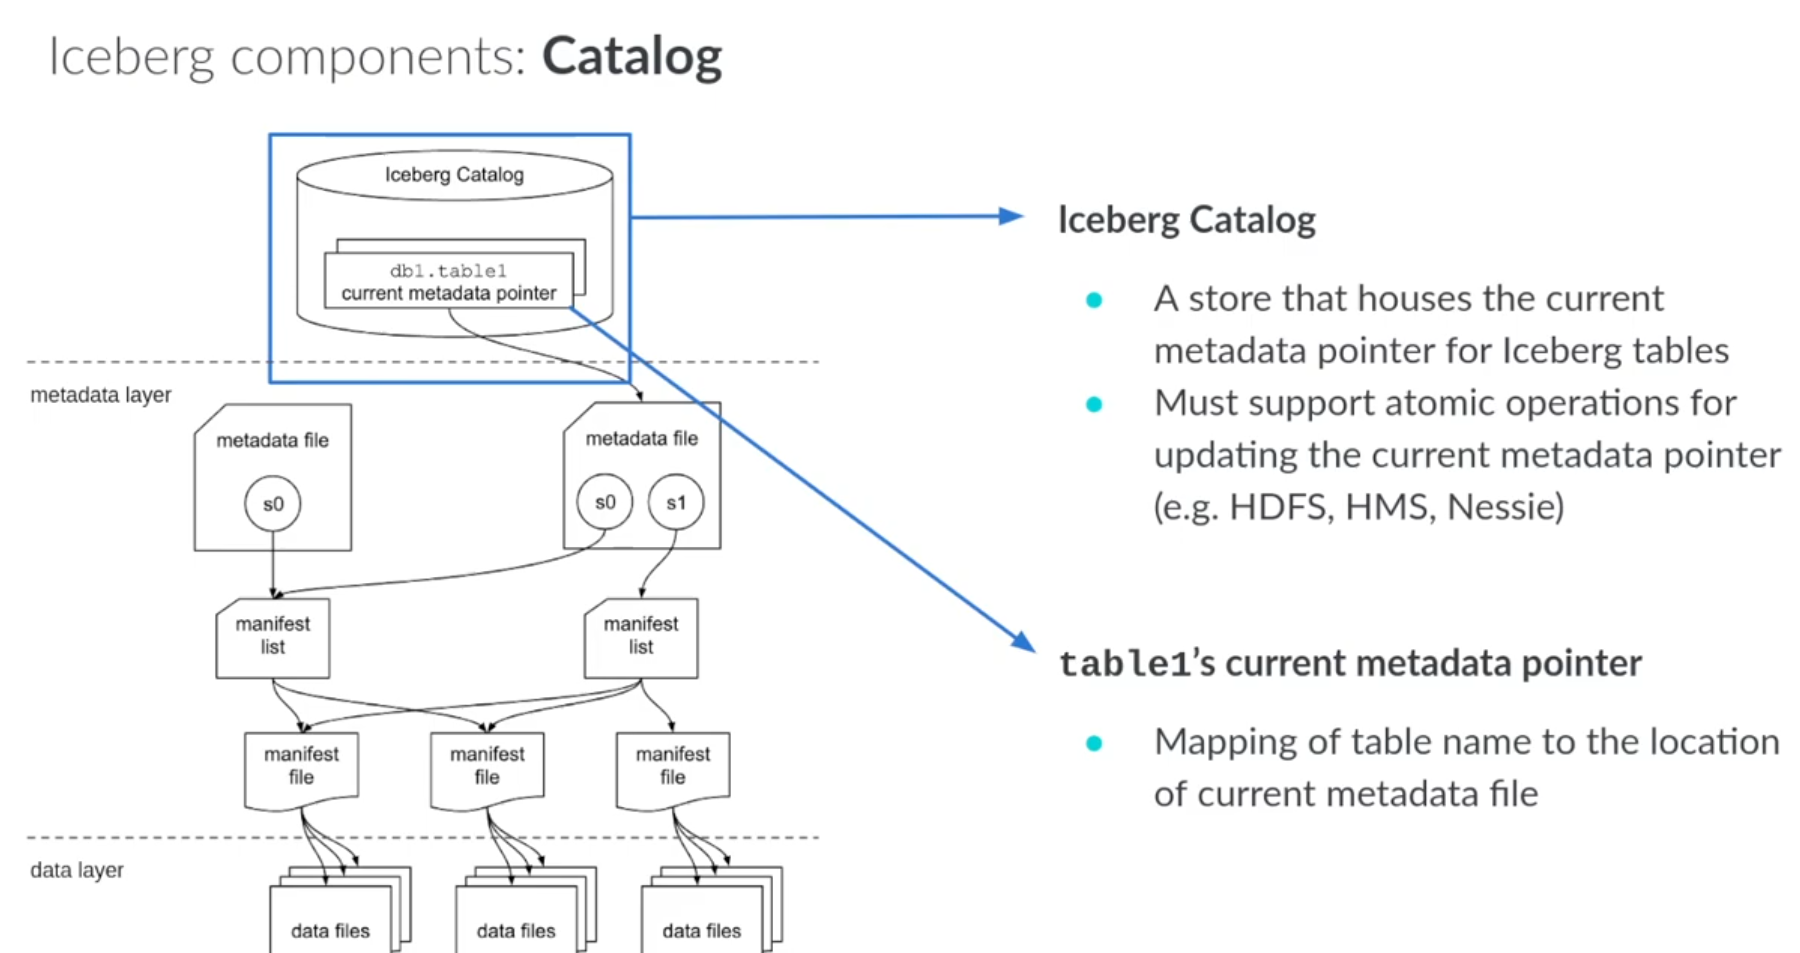 Iceberg components: Catalog
Iceberg Catalog
db1.table1
current metadata pointer
metadata layer
metadata file
s0
metadata file
s0
s1
manifest
list
manifest
list
manifest
file
manifest
file
manifest
file
data layer
data files
data files
data files
Iceberg Catalog
A store that houses the current
metadata pointer for Iceberg tables
Must support atomic operations for
updating the current metadata pointer
(e.g. HDFS, HMS, Nessie)
table1’s current metadata pointer
Mapping of table name to the location
of current metadata file